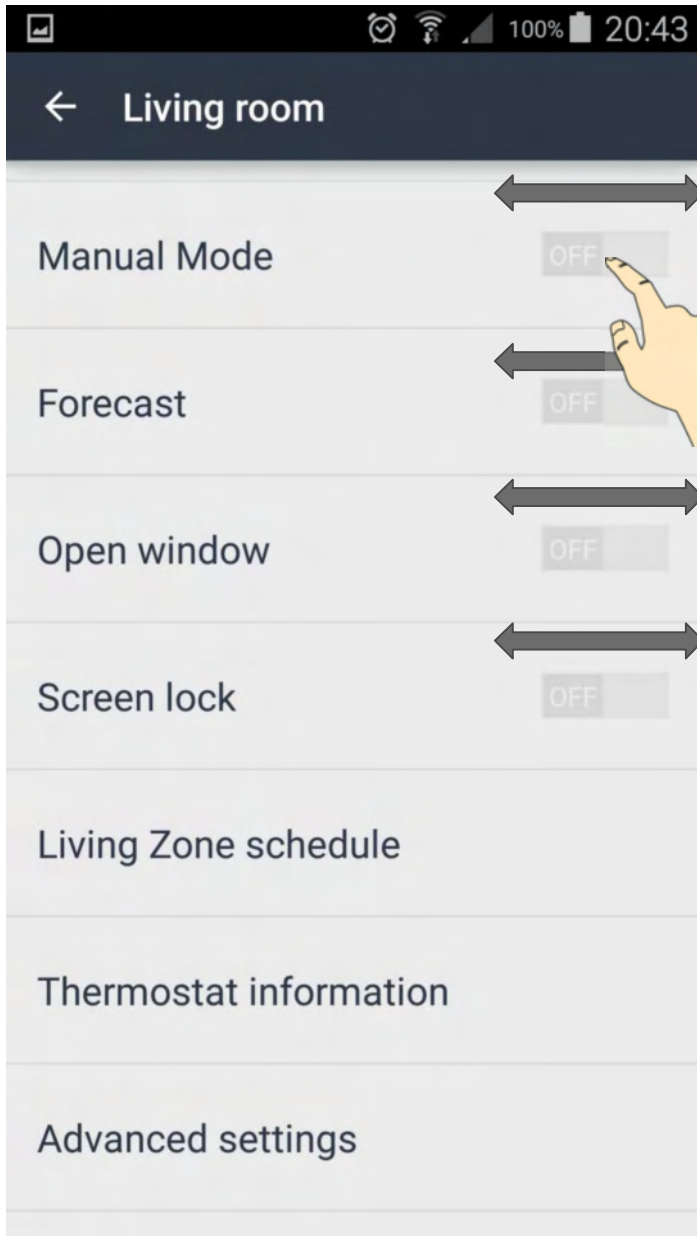 100% 20:43
Living room
Manual Mode OFF
Forecast OFF
Open window OFF
Screen lock OFF
Living Zone schedule
Thermostat information
Advanced settings